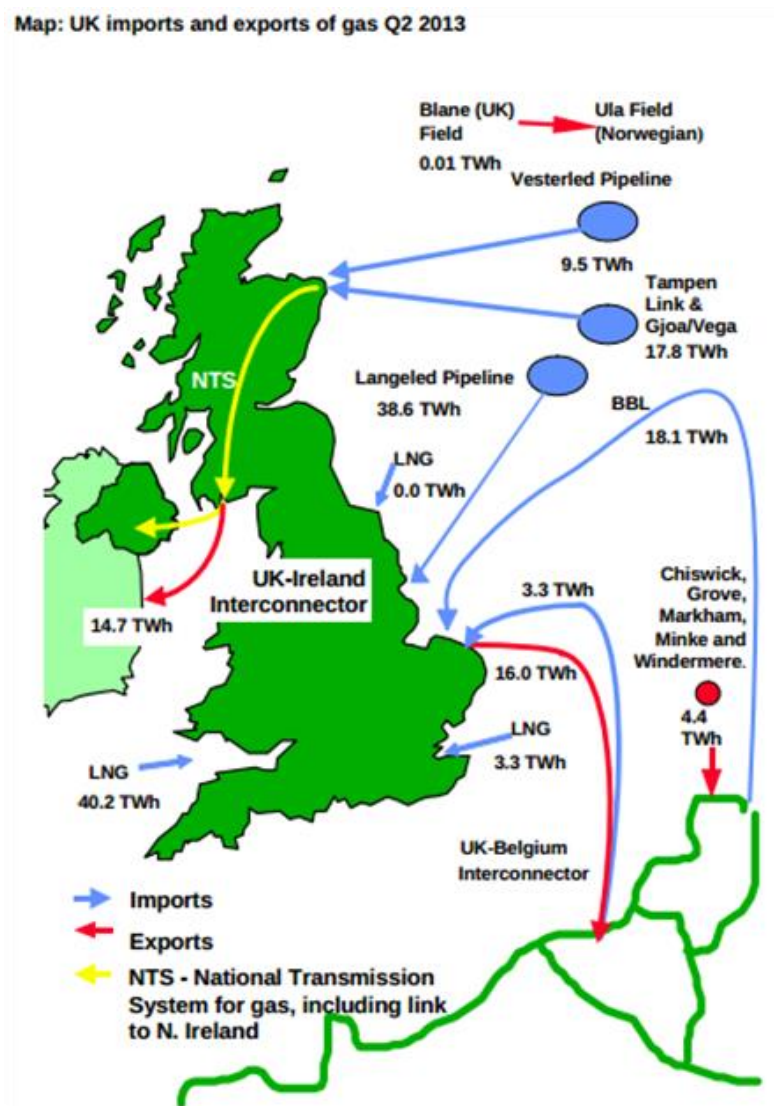 Map: UK imports and exports of gas Q2 2013
Blane (UK)
Field
0.01 TWh
Ula Field
(Norwegian)
Vesterled Pipeline
9.5 TWh
Tampen
Link &
Gjoa/Vega
17.8 TWh
NTS
Langeled Pipeline
38.6 TWh
BBL
18.1 TWh
LNG
0.0 TWh
UK-Ireland
Interconnector
14.7 TWh
3.3 TWh
16.0 TWh
Chiswick,
Grove,
Markham,
Minke and
Windermere.
4.4
TWh
LNG
3.3 TWh
LNG
40.2 TWh
UK-Belgium
Interconnector
Imports
Exports
NTS - National Transmission
System for gas, including link
to N. Ireland